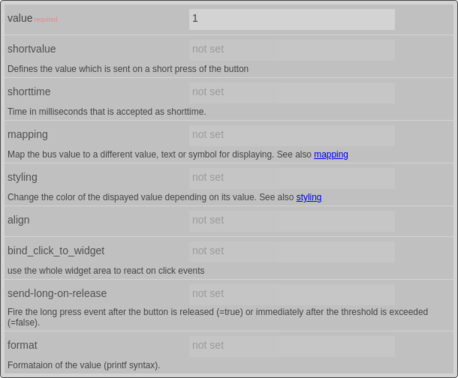 value required 1
shortvalue not set
Defines the value which is sent on a short press of the button
shorttime not set
Time in milliseconds that is accepted as shorttime.
mapping not set
Map the bus value to a different value, text or symbol for displaying. See also mapping
styling not set
Change the color of the dispayed value depending on its value. See also styling
align not set
bind_click_to_widget not set
use the whole widget area to react on click events
send-long-on-release not set
Fire the long press event after the button is released (=true) or immediately after the threshold is exceeded
(=false).
format not set
Formataion of the value (printf syntax).